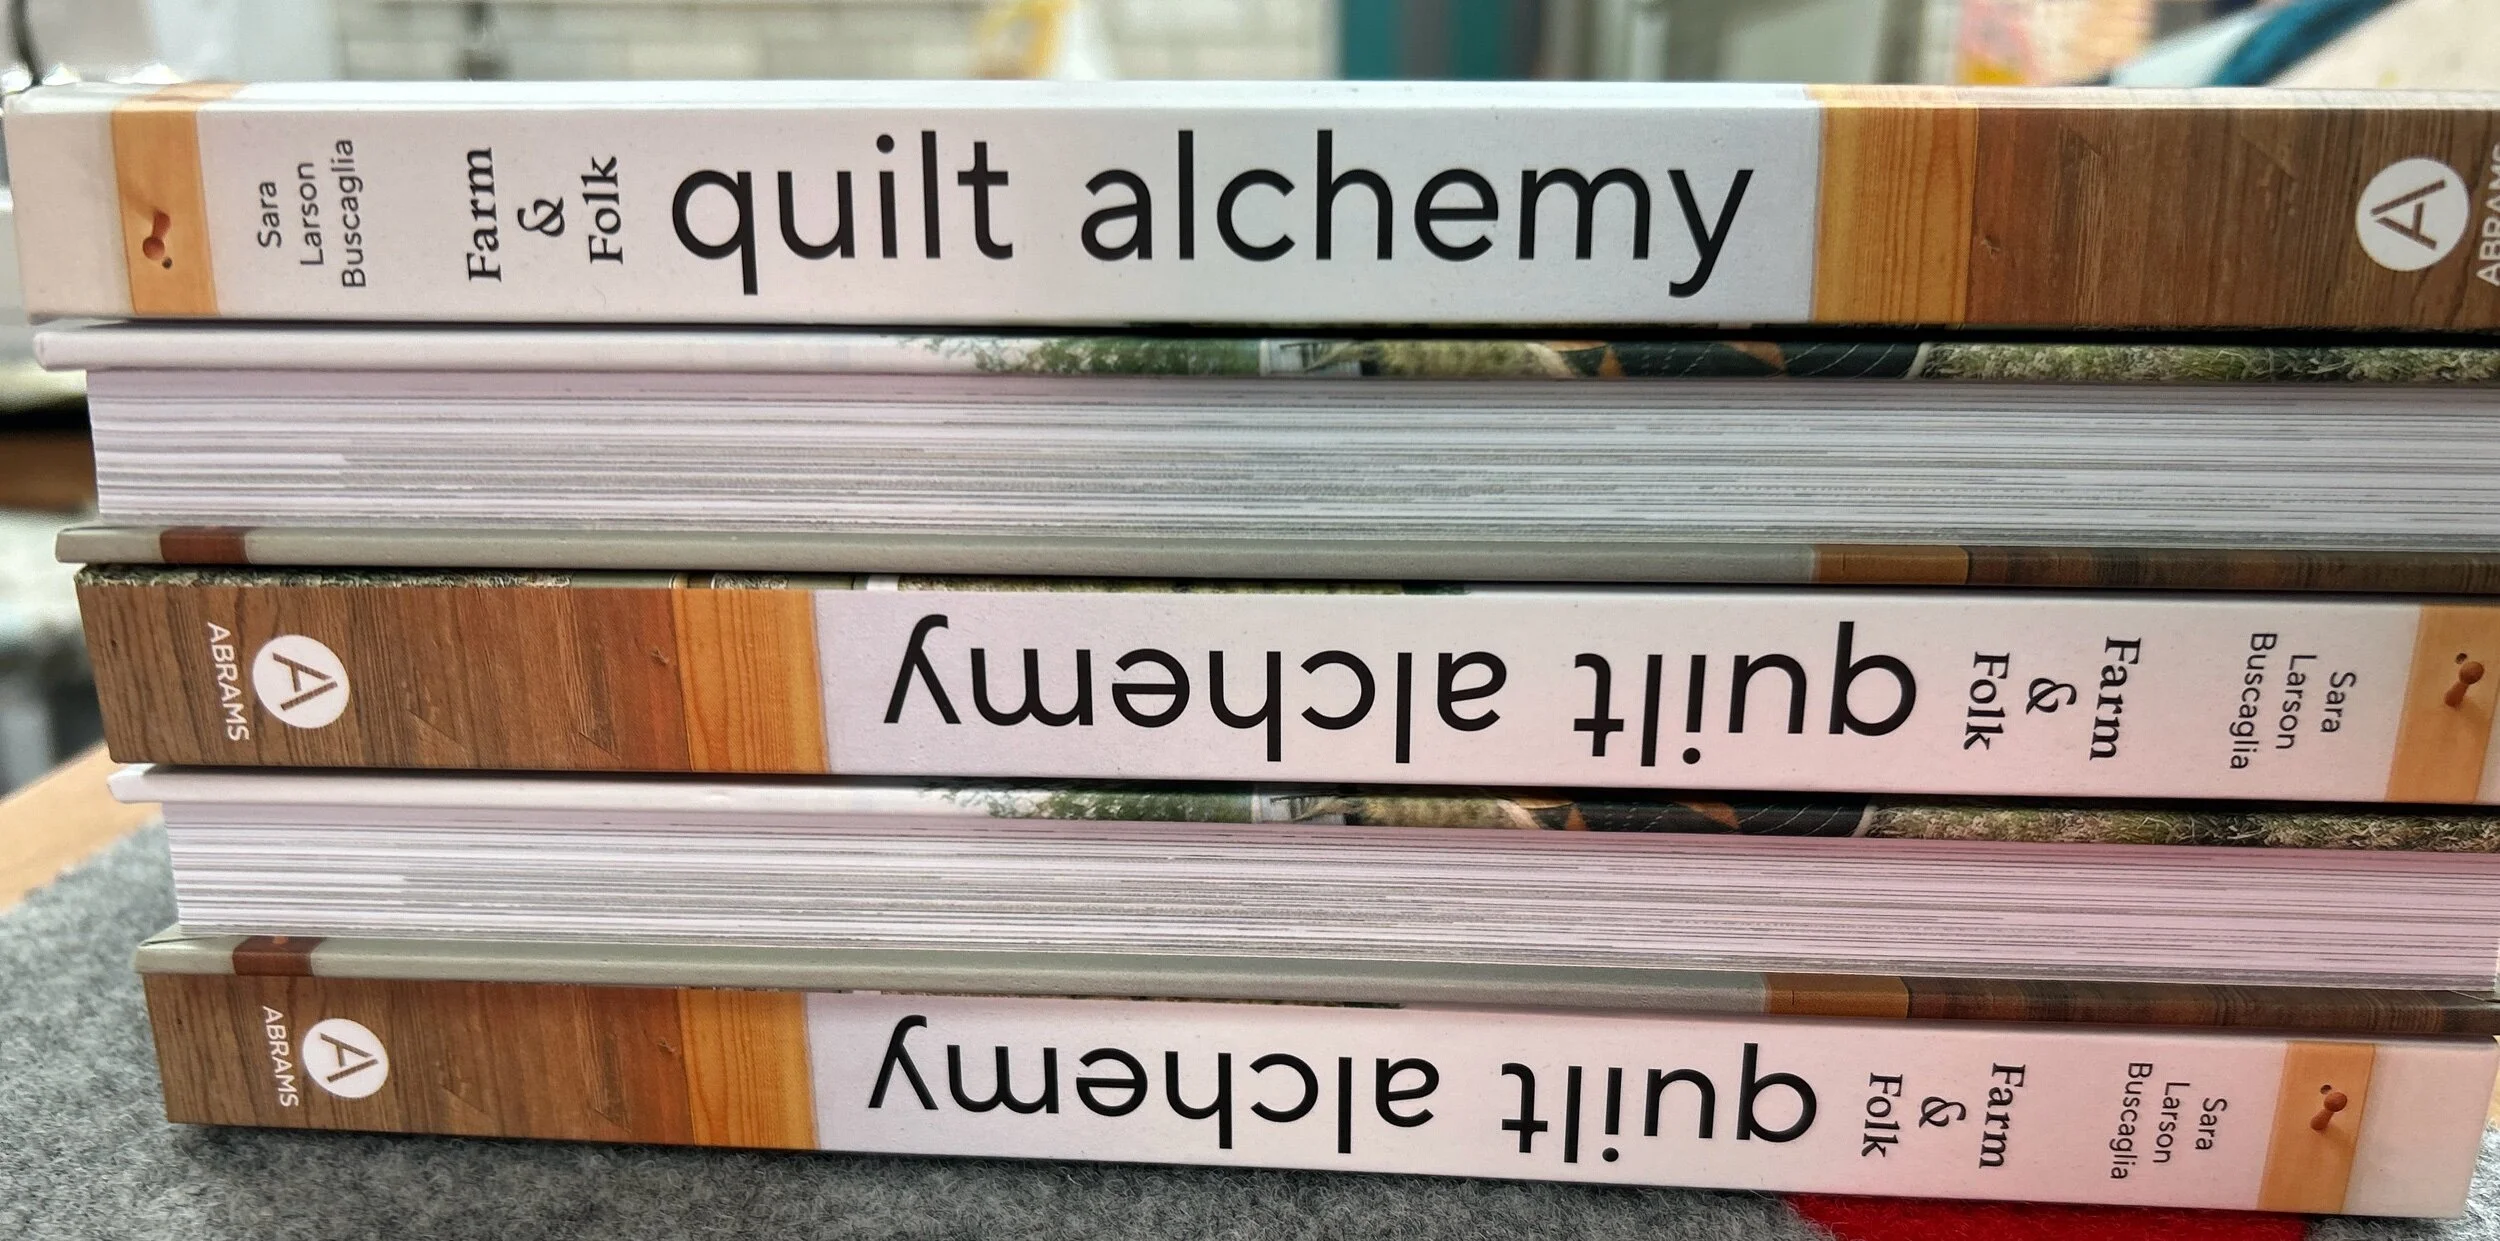 Sara
Larson
Buscaglia
Farm
&
Folk
quilt alchemy
A
ABRAMS
quilt alchemy
Farm
&
Folk
Sara
Larson
Buscaglia
A
ABRAMS
quilt alchemy
Farm
&
Folk
Sara
Larson
Buscaglia
A
ABRAMS